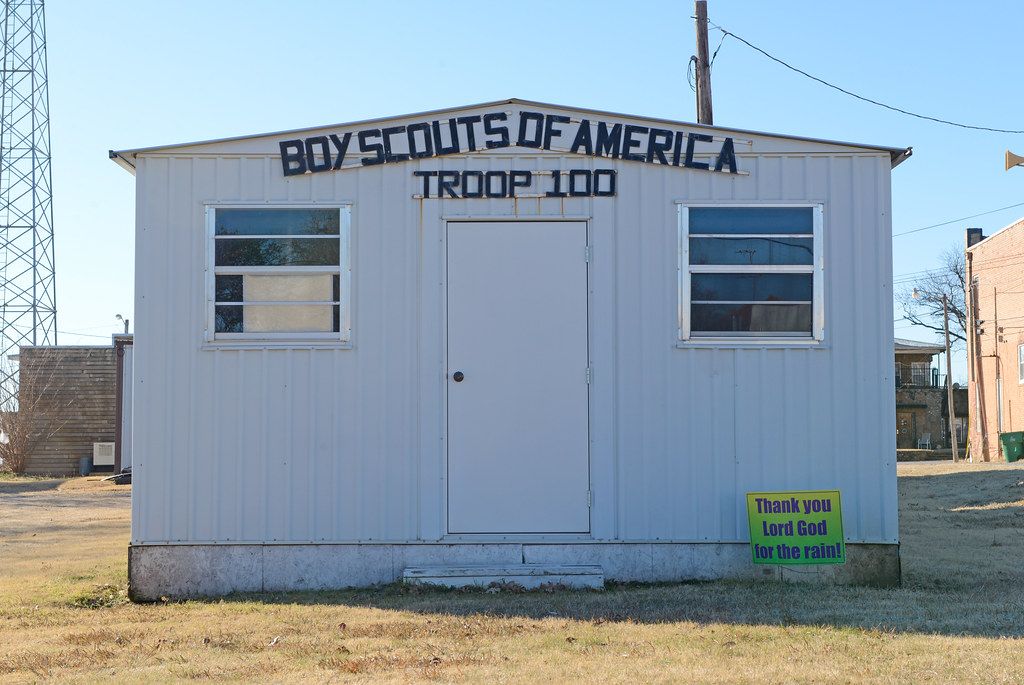 BOY SCOUTS OF AMERICA
TROOP 100
Thank you
Lord God
for the rain!